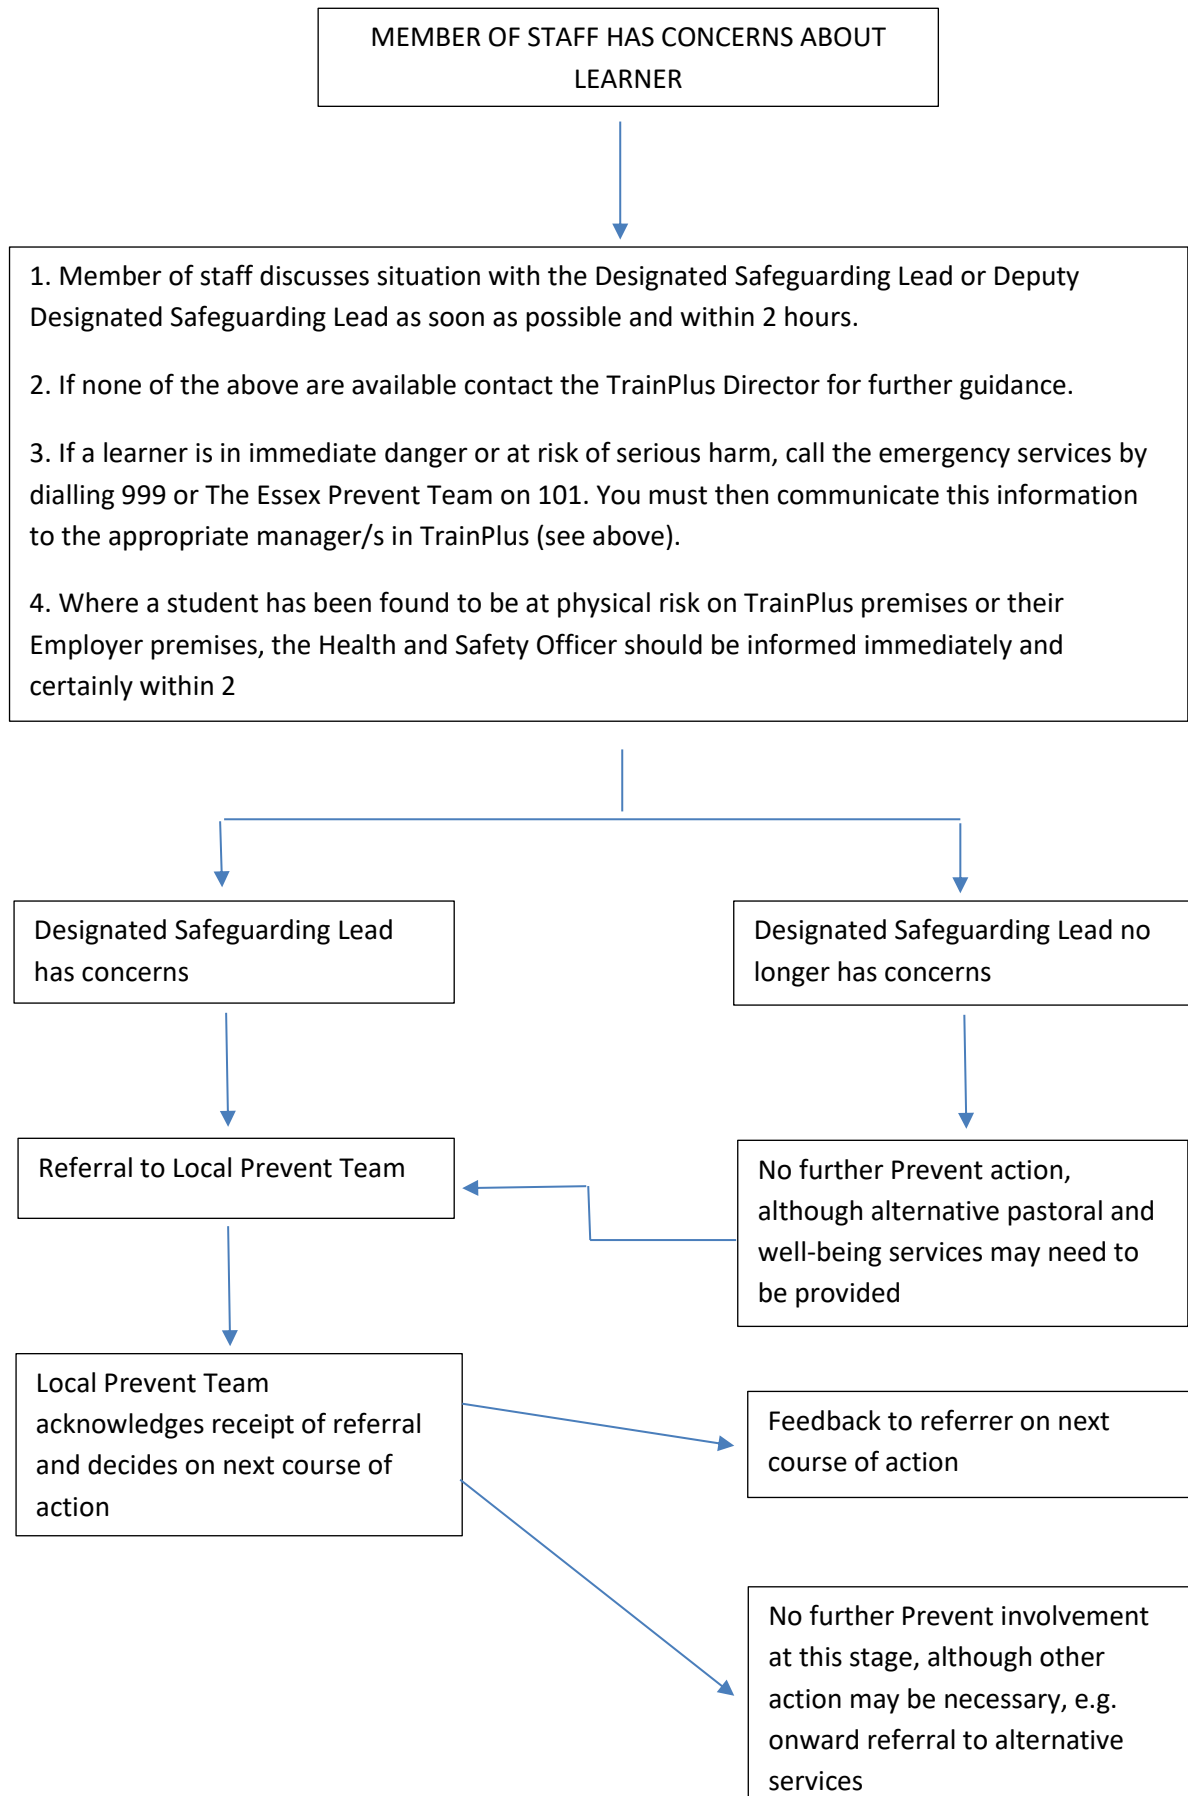 MEMBER OF STAFF HAS CONCERNS ABOUT
LEARNER
1. Member of staff discusses situation with the Designated Safeguarding Lead or Deputy
Designated Safeguarding Lead as soon as possible and within 2 hours.
2. If none of the above are available contact the TrainPlus Director for further guidance.
3. If a learner is in immediate danger or at risk of serious harm, call the emergency services by
dialling 999 or The Essex Prevent Team on 101. You must then communicate this information
to the appropriate manager/s in TrainPlus (see above).
4. Where a student has been found to be at physical risk on TrainPlus premises or their
Employer premises, the Health and Safety Officer should be informed immediately and
certainly within 2
Designated Safeguarding Lead
has concerns
Designated Safeguarding Lead no
longer has concerns
Referral to Local Prevent Team
No further Prevent action,
although alternative pastoral and
well-being services may need to
be provided
Local Prevent Team
acknowledges receipt of referral
and decides on next course of
action
Feedback to referrer on next
course of action
No further Prevent involvement
at this stage, although other
action may be necessary, e.g.
onward referral to alternative
services